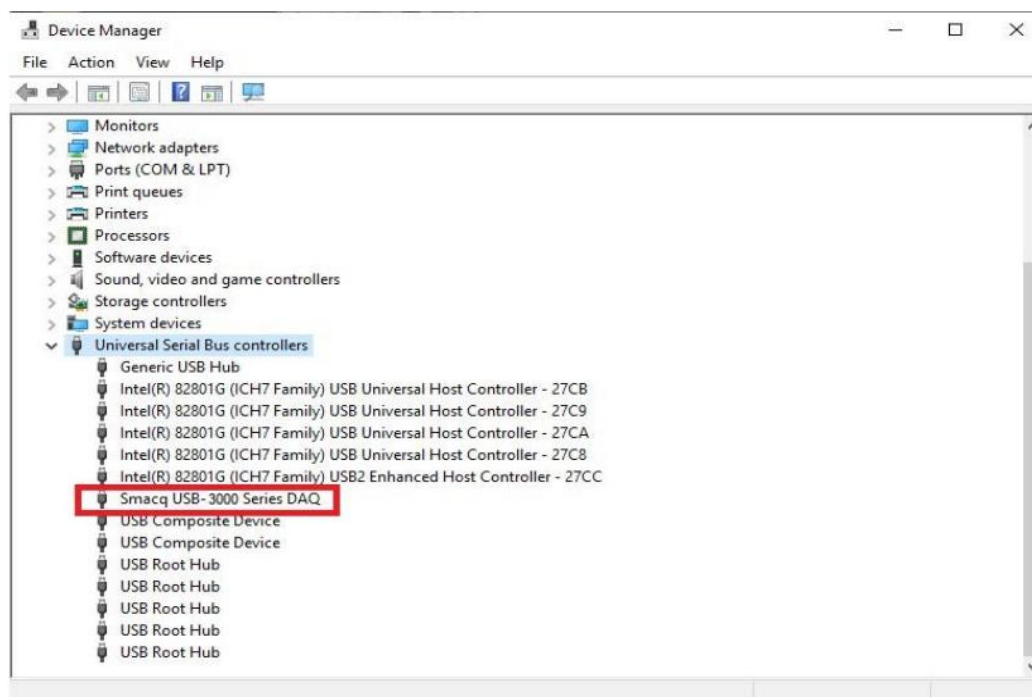 Device Manager
File Action View Help
Monitors
Network adapters
Ports (COM & LPT)
Print queues
Printers
Processors
Software devices
Sound, video and game controllers
Storage controllers
System devices
Universal Serial Bus controllers
Generic USB Hub
Intel(R) 82801G (ICH7 Family) USB Universal Host Controller - 27CB
Intel(R) 82801G (ICH7 Family) USB Universal Host Controller - 27C9
Intel(R) 82801G (ICH7 Family) USB Universal Host Controller - 27CA
Intel(R) 82801G (ICH7 Family) USB Universal Host Controller - 27C8
Intel(R) 82801G (ICH7 Family) USB2 Enhanced Host Controller - 27CC
Smacq USB-3000 Series DAQ
USB Composite Device
USB Composite Device
USB Root Hub
USB Root Hub
USB Root Hub
USB Root Hub
USB Root Hub